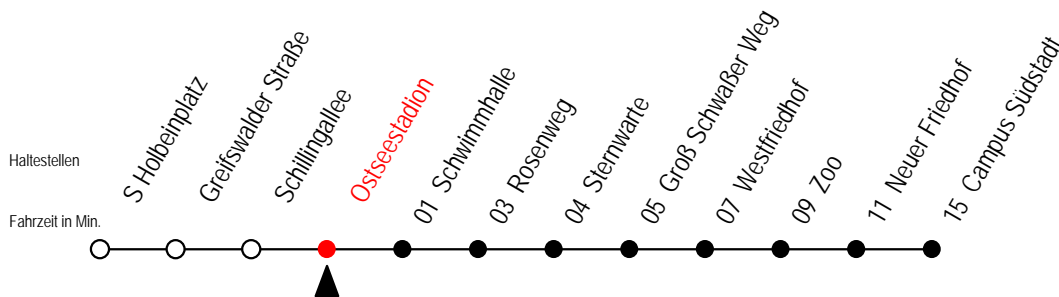 Haltestellen
Fahrzeit in Min.
S Holbeinplatz
Greifswalder Straße
Schillingallee
Ostseestadion
01 Schwimmhalle
03 Rosenweg
04 Sternwarte
05 Groß Schwaßer Weg
07 Westfriedhof
09 Zoo
11 Neuer Friedhof
15 Campus Südstadt